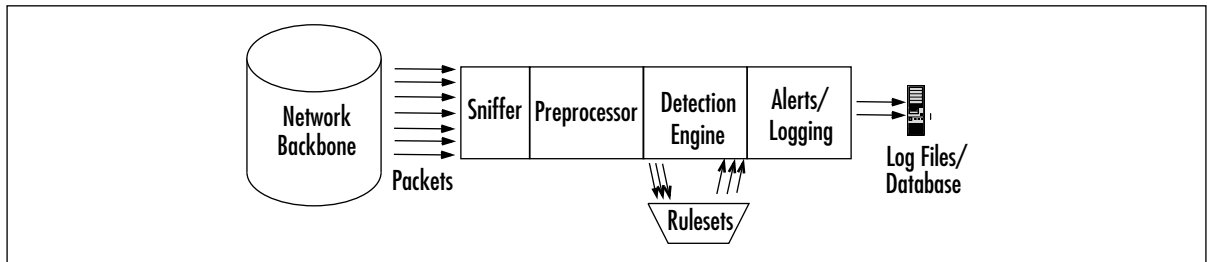 Network
Backbone
Packets
Sniffer
Preprocessor
Detection
Engine
Alerts/
Logging
Rulesets
Log Files/
Database